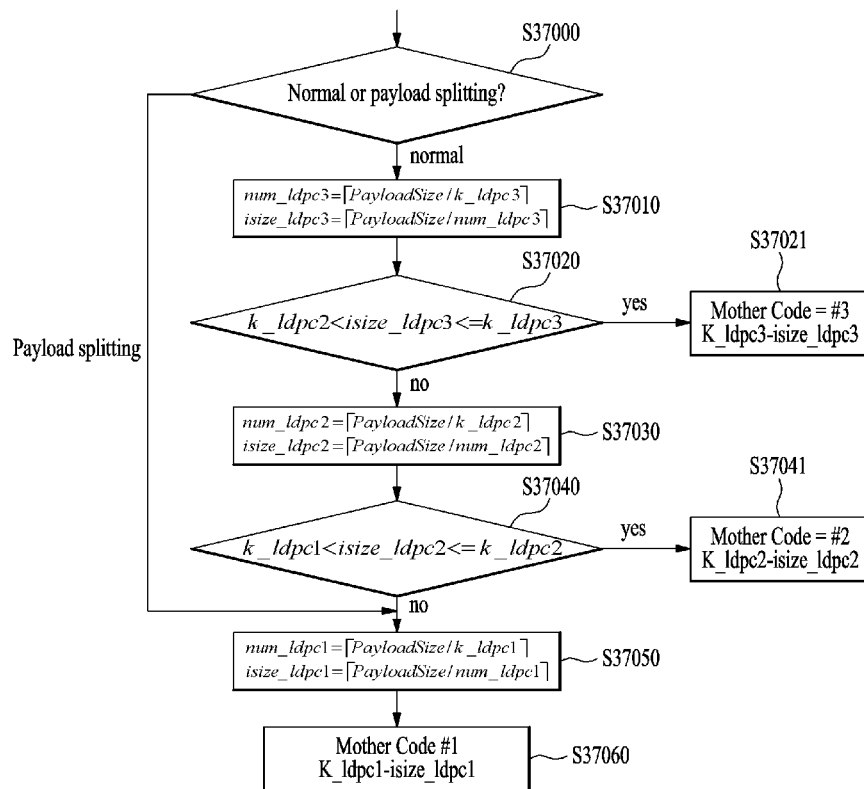 S37000
Normal or payload splitting?
normal
num_ldpc3=⌈PayloadSize/k_ldpc3⌉
isize_ldpc3=⌈PayloadSize/num_ldpc3⌉
S37010
S37020
k_ldpc2<isize_ldpc3<=k_ldpc3
yes
S37021
Mother Code = #3
K_ldpc3-isize_ldpc3
Payload splitting
no
num_ldpc2=⌈PayloadSize/k_ldpc2⌉
isize_ldpc2=⌈PayloadSize/num_ldpc2⌉
S37030
S37040
k_ldpc1<isize_ldpc2<=k_ldpc2
yes
S37041
Mother Code = #2
K_ldpc2-isize_ldpc2
no
num_ldpc1=⌈PayloadSize/k_ldpc1⌉
isize_ldpc1=⌈PayloadSize/num_ldpc1⌉
S37050
Mother Code #1
K_ldpc1-isize_ldpc1
S37060